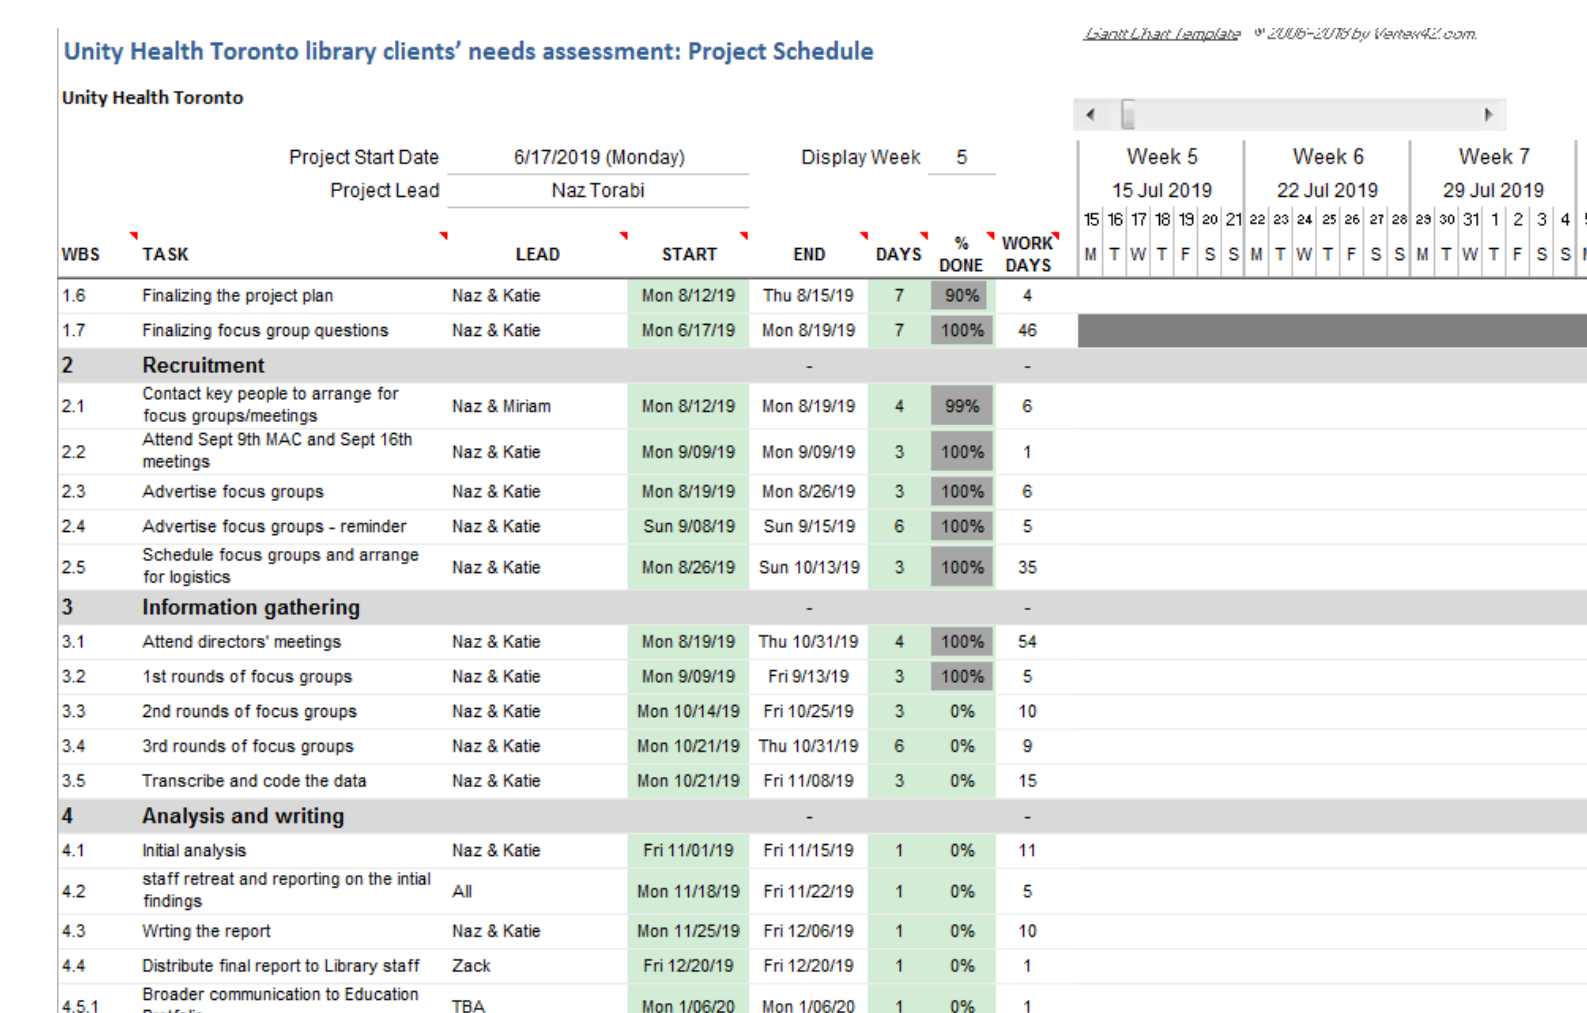 Gantt Chart Template © 2006-2018 by Vertex42.com.
Unity Health Toronto library clients’ needs assessment: Project Schedule
Unity Health Toronto
Project Start Date 6/17/2019 (Monday) Display Week 5 Week 5 Week 6 Week 7
Project Lead Naz Torabi 15 Jul 2019 22 Jul 2019 29 Jul 2019
15 16 17 18 19 20 21 22 23 24 25 26 27 28 29 30 31 1 2 3 4
WBS TASK LEAD START END DAYS % DONE WORK DAYS M T W T F S S M T W T F S S M T W T F S S
1.6 Finalizing the project plan Naz & Katie Mon 8/12/19 Thu 8/15/19 7 90% 4
1.7 Finalizing focus group questions Naz & Katie Mon 6/17/19 Mon 8/19/19 7 100% 46
2 Recruitment - -
2.1 Contact key people to arrange for
focus groups/meetings Naz & Miriam Mon 8/12/19 Mon 8/19/19 4 99% 6
2.2 Attend Sept 9th MAC and Sept 16th
meetings Naz & Katie Mon 9/09/19 Mon 9/09/19 3 100% 1
2.3 Advertise focus groups Naz & Katie Mon 8/19/19 Mon 8/26/19 3 100% 6
2.4 Advertise focus groups - reminder Naz & Katie Sun 9/08/19 Sun 9/15/19 6 100% 5
2.5 Schedule focus groups and arrange
for logistics Naz & Katie Mon 8/26/19 Sun 10/13/19 3 100% 35
3 Information gathering - -
3.1 Attend directors' meetings Naz & Katie Mon 8/19/19 Thu 10/31/19 4 100% 54
3.2 1st rounds of focus groups Naz & Katie Mon 9/09/19 Fri 9/13/19 3 100% 5
3.3 2nd rounds of focus groups Naz & Katie Mon 10/14/19 Fri 10/25/19 3 0% 10
3.4 3rd rounds of focus groups Naz & Katie Mon 10/21/19 Thu 10/31/19 6 0% 9
3.5 Transcribe and code the data Naz & Katie Mon 10/21/19 Fri 11/08/19 3 0% 15
4 Analysis and writing - -
4.1 Initial analysis Naz & Katie Fri 11/01/19 Fri 11/15/19 1 0% 11
4.2 staff retreat and reporting on the intial
findings All Mon 11/18/19 Fri 11/22/19 1 0% 5
4.3 Wrting the report Naz & Katie Mon 11/25/19 Fri 12/06/19 1 0% 10
4.4 Distribute final report to Library staff Zack Fri 12/20/19 Fri 12/20/19 1 0% 1
4.5.1 Broader communication to Education
TBA Mon 1/06/20 Mon 1/06/20 1 0% 1